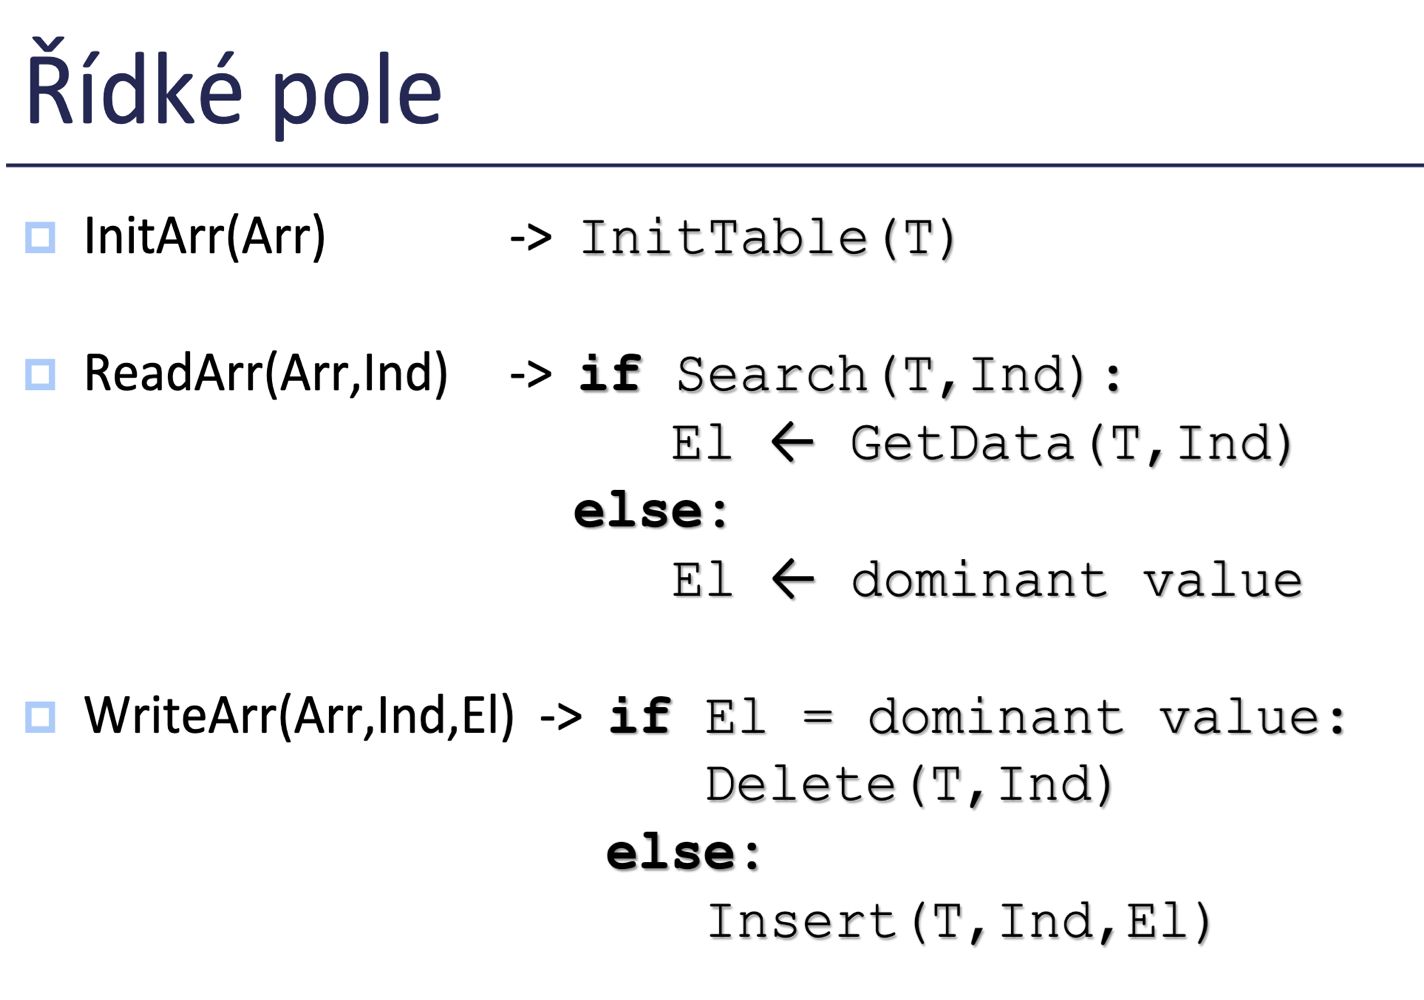 Řídké pole
InitArr(Arr) -> InitTable(T)
ReadArr(Arr,Ind) -> if Search(T,Ind):
El ← GetData(T,Ind)
else:
El ← dominant value
WriteArr(Arr,Ind,El) -> if El = dominant value:
Delete(T,Ind)
else:
Insert(T,Ind,El)